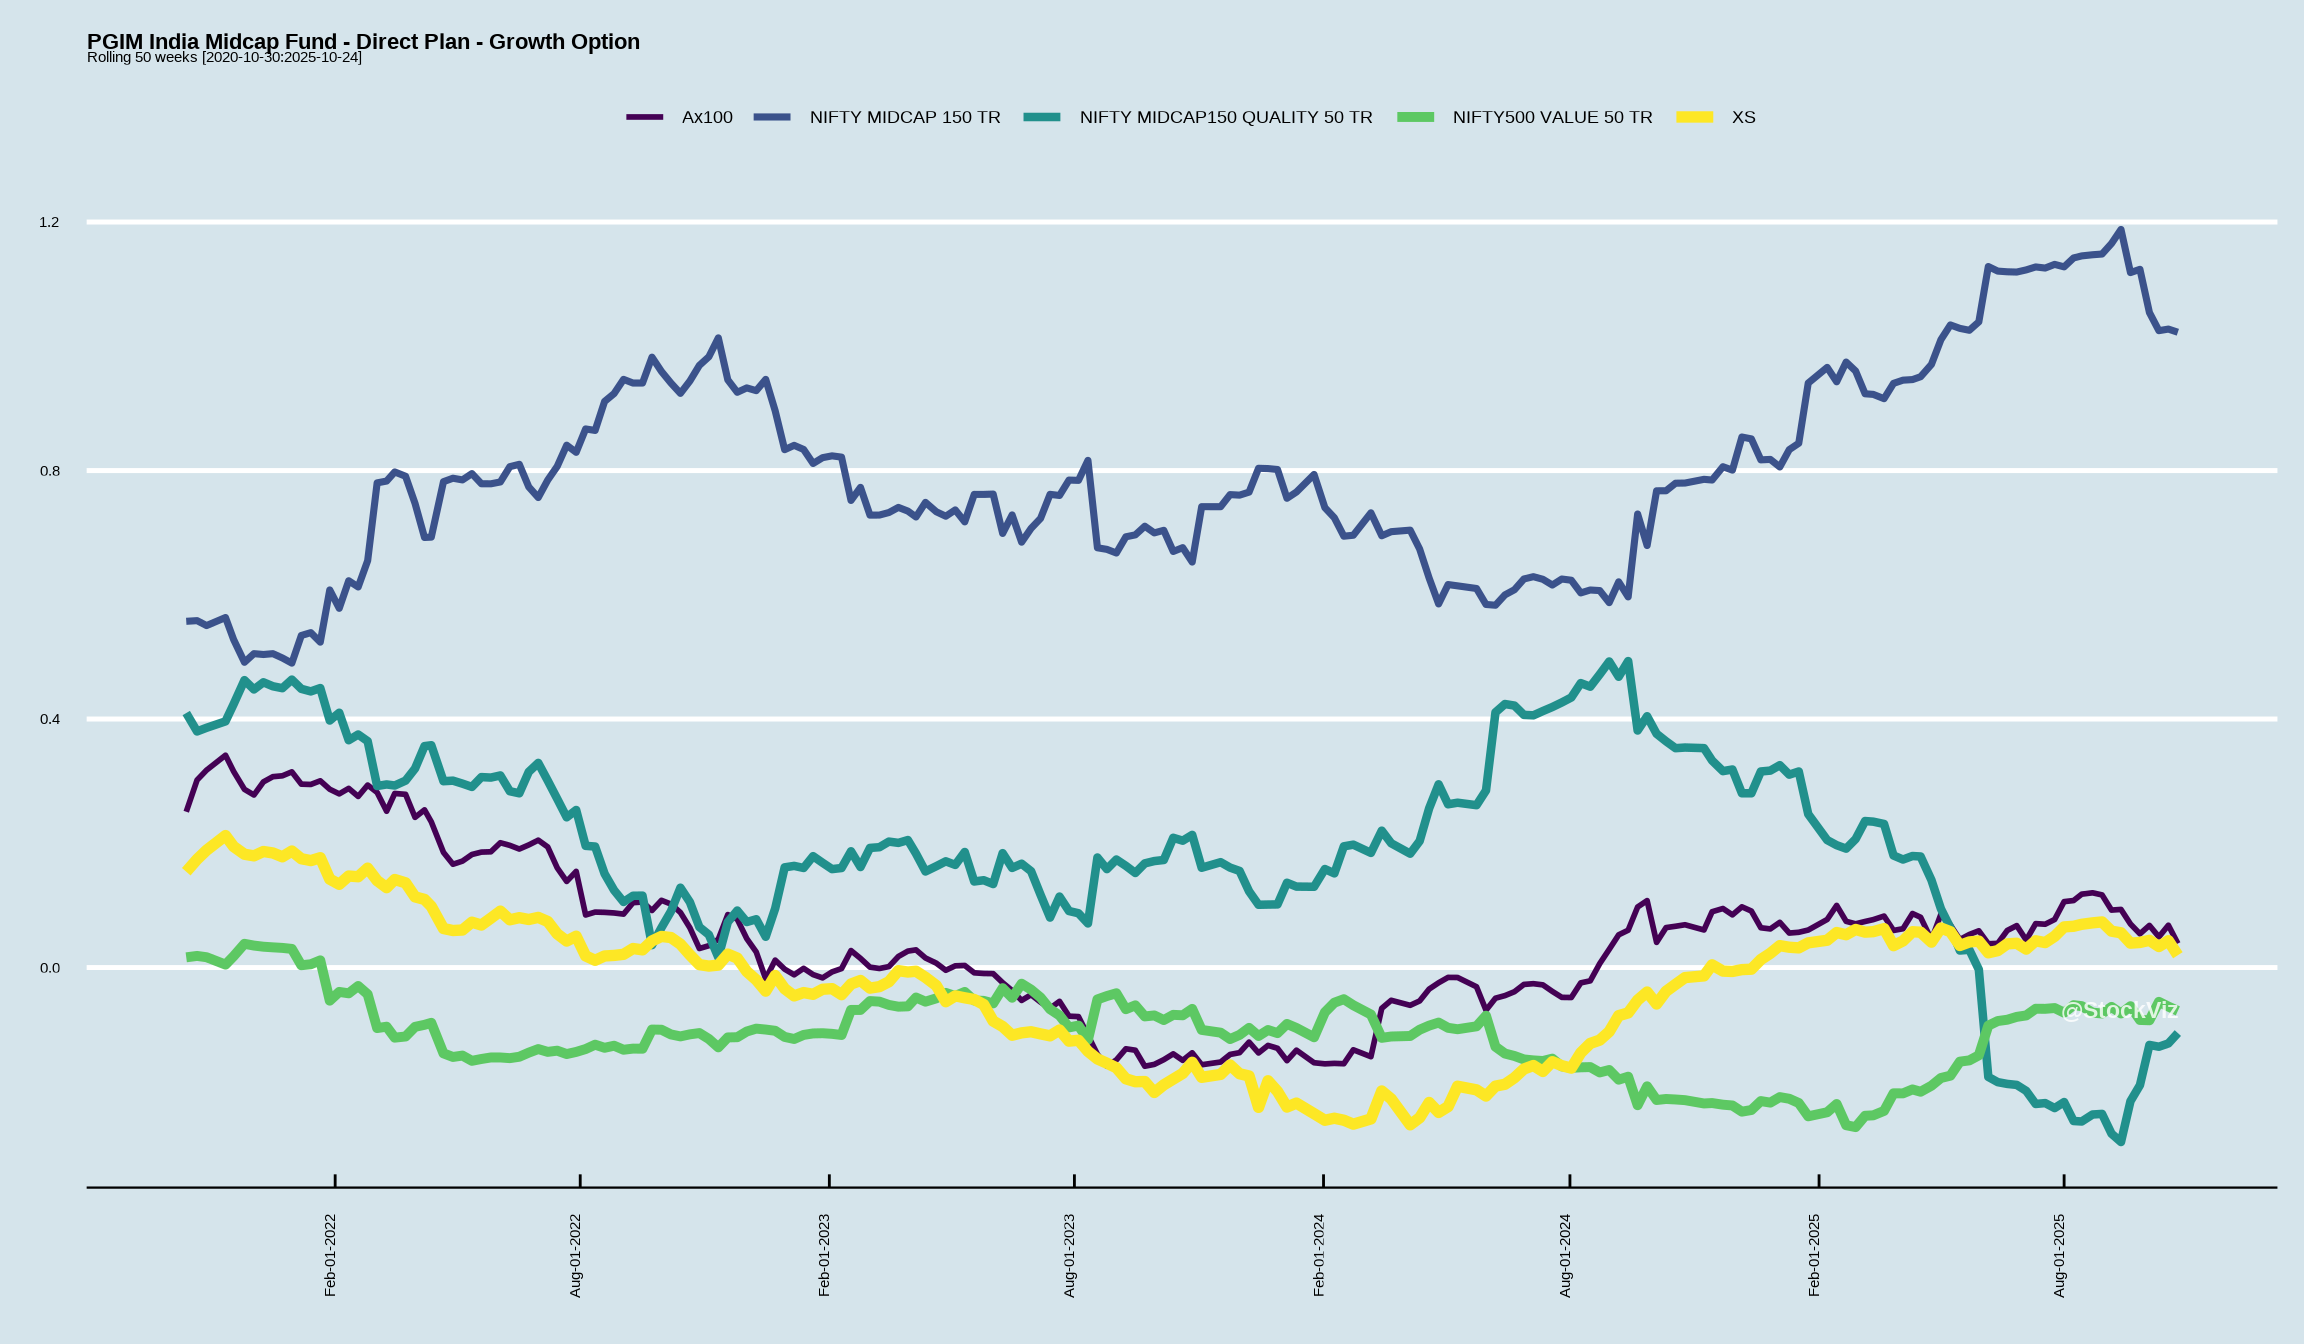 PGIM India Midcap Fund - Direct Plan - Growth Option
Rolling 50 weeks [2020-10-30:2025-10-24]
Ax100 NIFTY MIDCAP 150 TR NIFTY MIDCAP150 QUALITY 50 TR NIFTY500 VALUE 50 TR XS
1.2
0.8
0.4
0.0
@StockViz
Feb-01-2022 Aug-01-2022 Feb-01-2023 Aug-01-2023 Feb-01-2024 Aug-01-2024 Feb-01-2025 Aug-01-2025